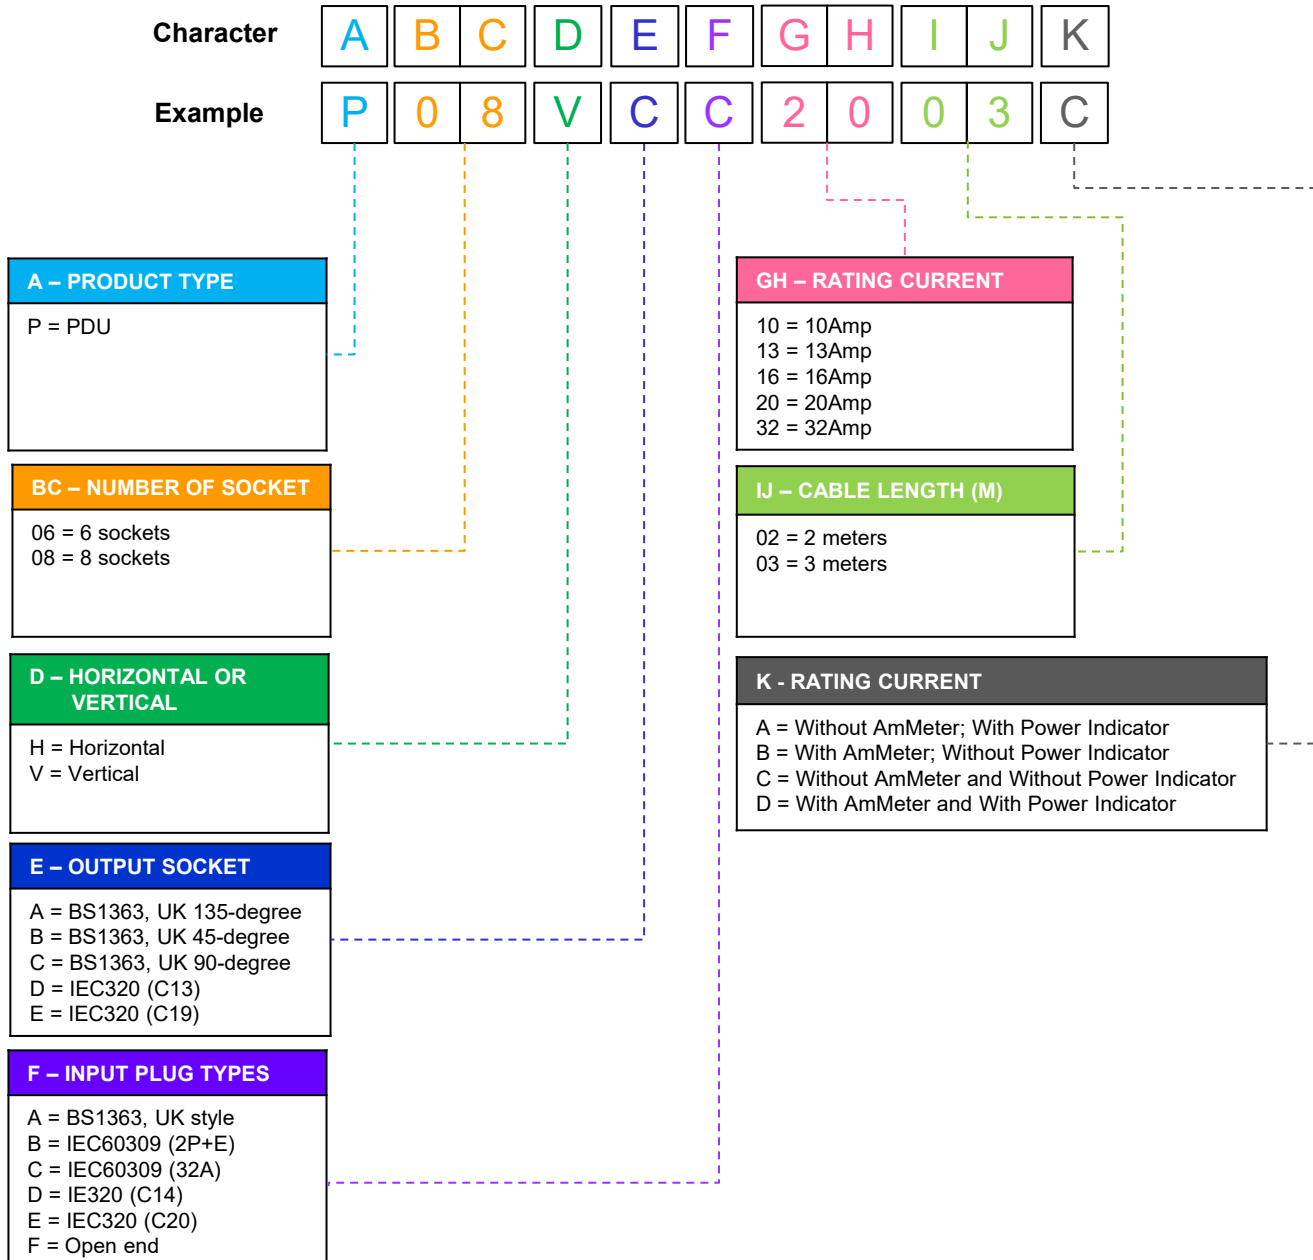 Character A B C D E F G H I J K
Example P 0 8 V C C 2 0 0 3 C
A – PRODUCT TYPE
P = PDU
BC – NUMBER OF SOCKET
06 = 6 sockets
08 = 8 sockets
D – HORIZONTAL OR
VERTICAL
H = Horizontal
V = Vertical
E – OUTPUT SOCKET
A = BS1363, UK 135-degree
B = BS1363, UK 45-degree
C = BS1363, UK 90-degree
D = IEC320 (C13)
E = IEC320 (C19)
F – INPUT PLUG TYPES
A = BS1363, UK style
B = IEC60309 (2P+E)
C = IEC60309 (32A)
D = IE320 (C14)
E = IEC320 (C20)
F = Open end
GH – RATING CURRENT
10 = 10Amp
13 = 13Amp
16 = 16Amp
20 = 20Amp
32 = 32Amp
IJ – CABLE LENGTH (M)
02 = 2 meters
03 = 3 meters
K - RATING CURRENT
A = Without AmMeter; With Power Indicator
B = With AmMeter; Without Power Indicator
C = Without AmMeter and Without Power Indicator
D = With AmMeter and With Power Indicator